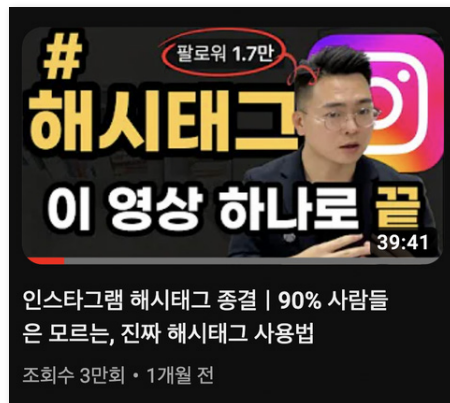 #
팔로워 1.7만
해시태그
이 영상 하나로 끝
39:41
인스타그램 해시태그 종결 | 90% 사람들
은 모르는, 진짜 해시태그 사용법
조회수 3만회 • 1개월 전